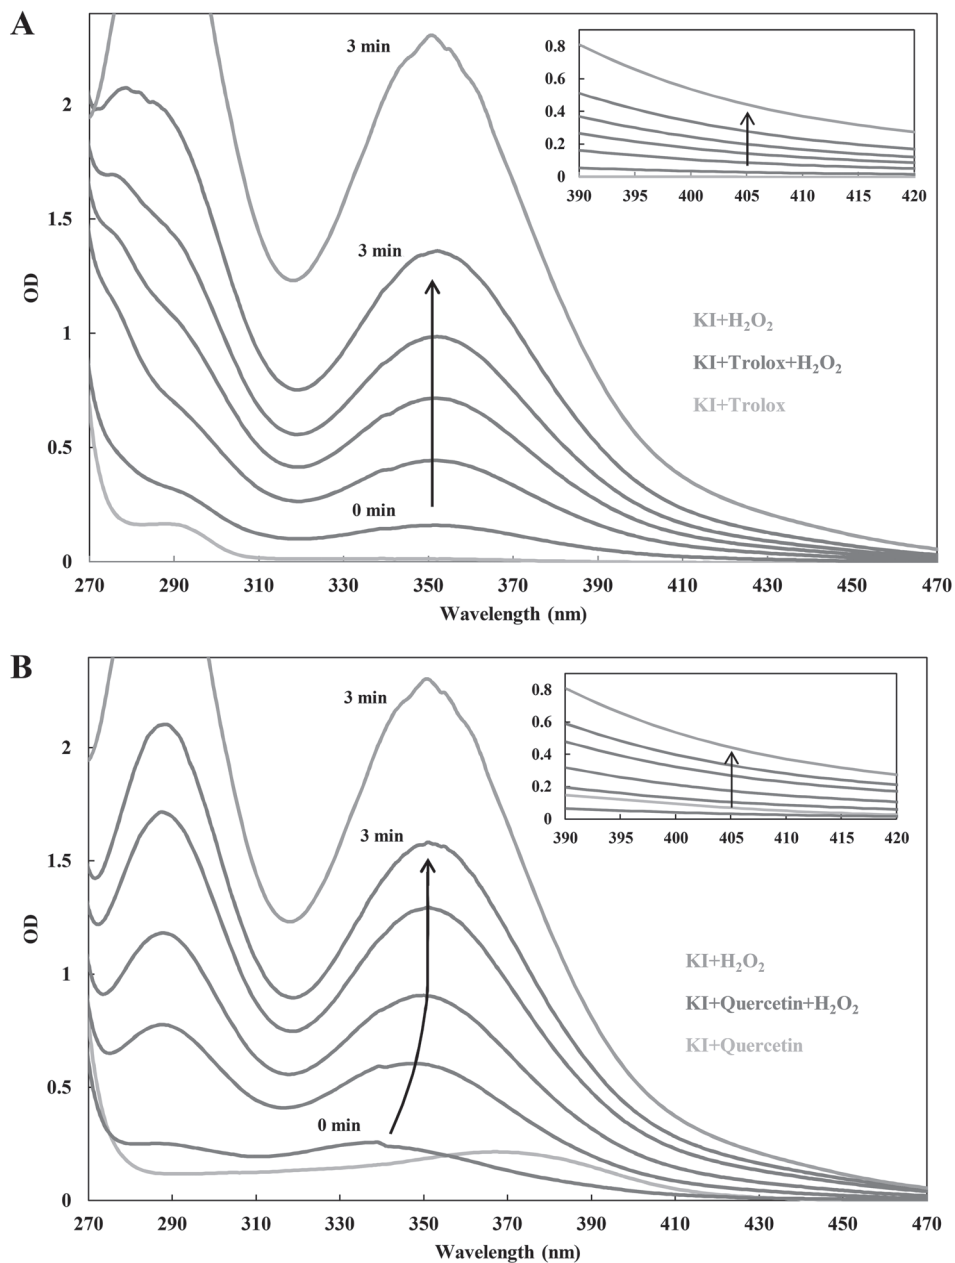 A
3 min
3 min
0 min
2
1.5
1
0.5
0
OD
270 290 310 330 350 370 390 410 430 450 470
Wavelength (nm)
0.8
0.6
0.4
0.2
0
390 395 400 405 410 415 420
KI+H₂O₂
KI+Trolox+H₂O₂
KI+Trolox
B
3 min
3 min
0 min
2
1.5
1
0.5
0
OD
270 290 310 330 350 370 390 410 430 450 470
Wavelength (nm)
0.8
0.6
0.4
0.2
0
390 395 400 405 410 415 420
KI+H₂O₂
KI+Quercetin+H₂O₂
KI+Quercetin